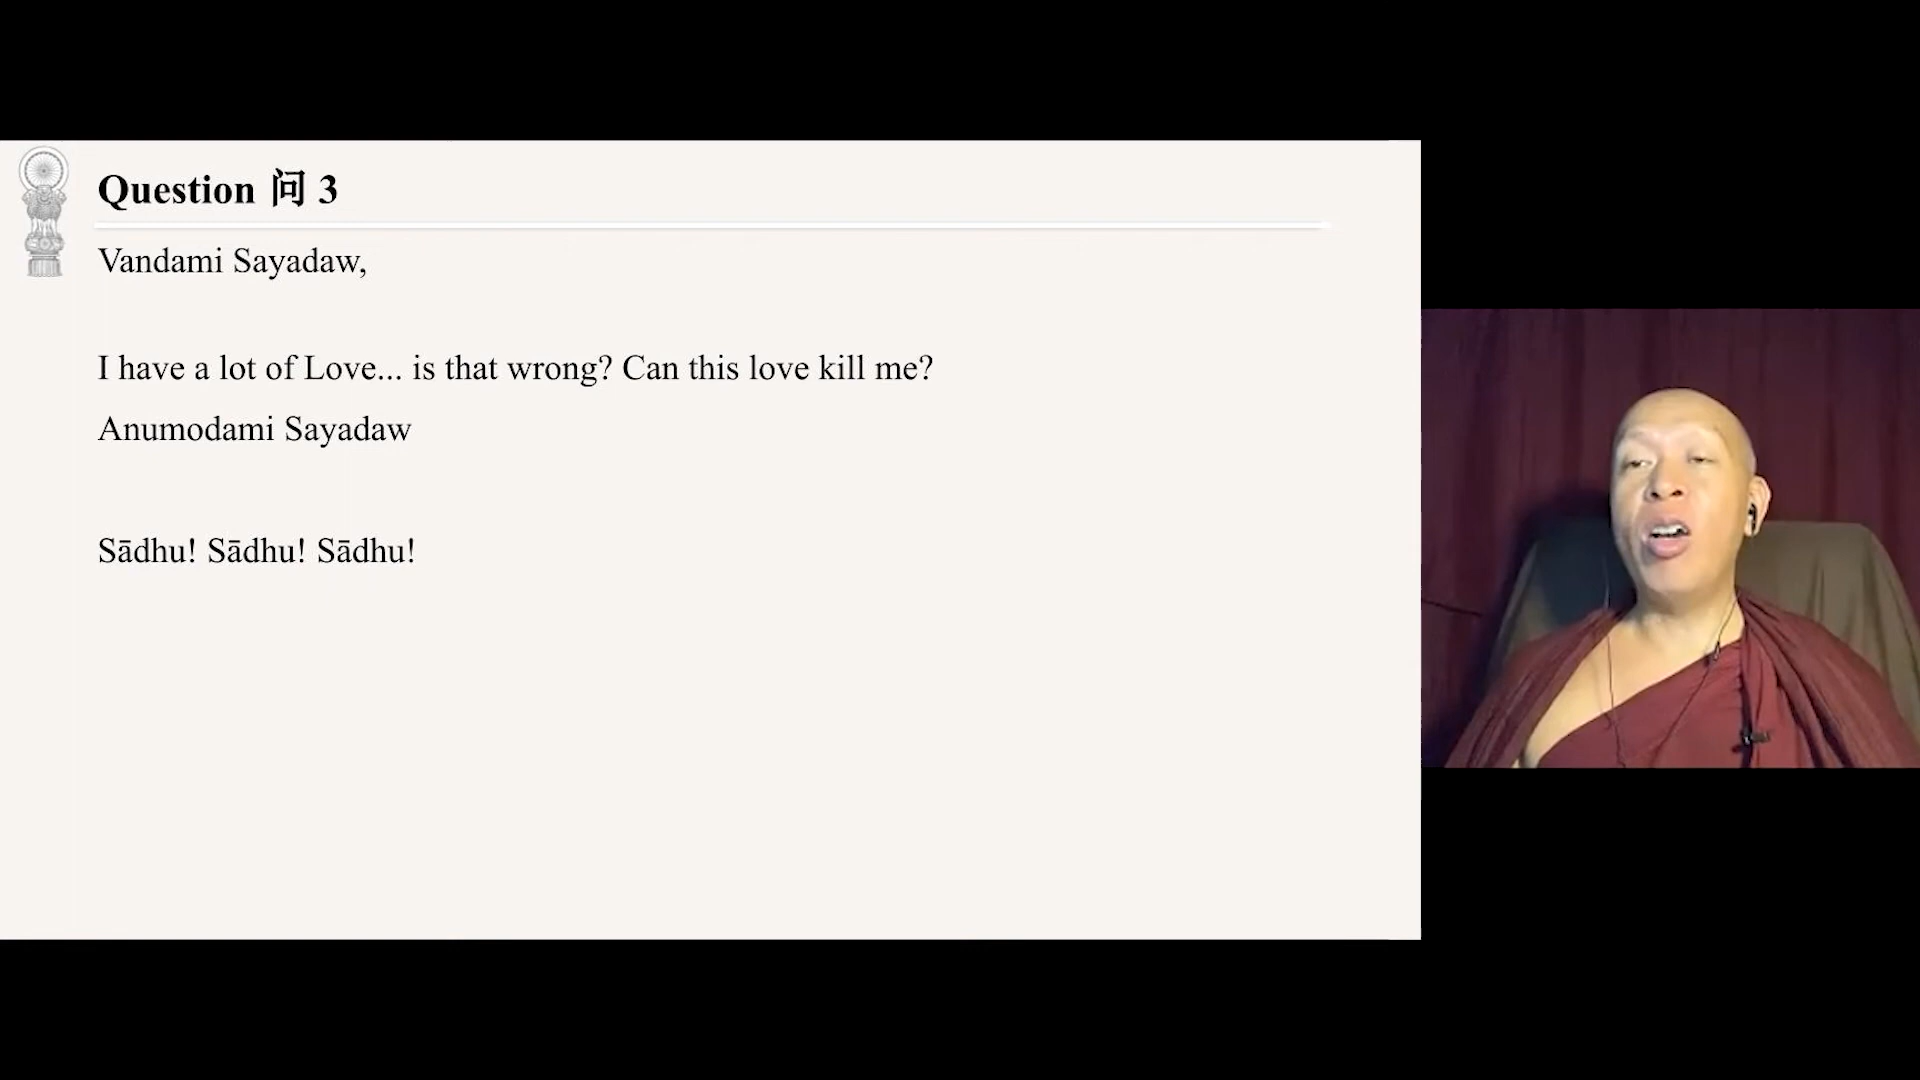 Question 问 3
Vandami Sayadaw,
I have a lot of Love... is that wrong? Can this love kill me?
Anumodami Sayadaw
Sādhu! Sādhu! Sādhu!